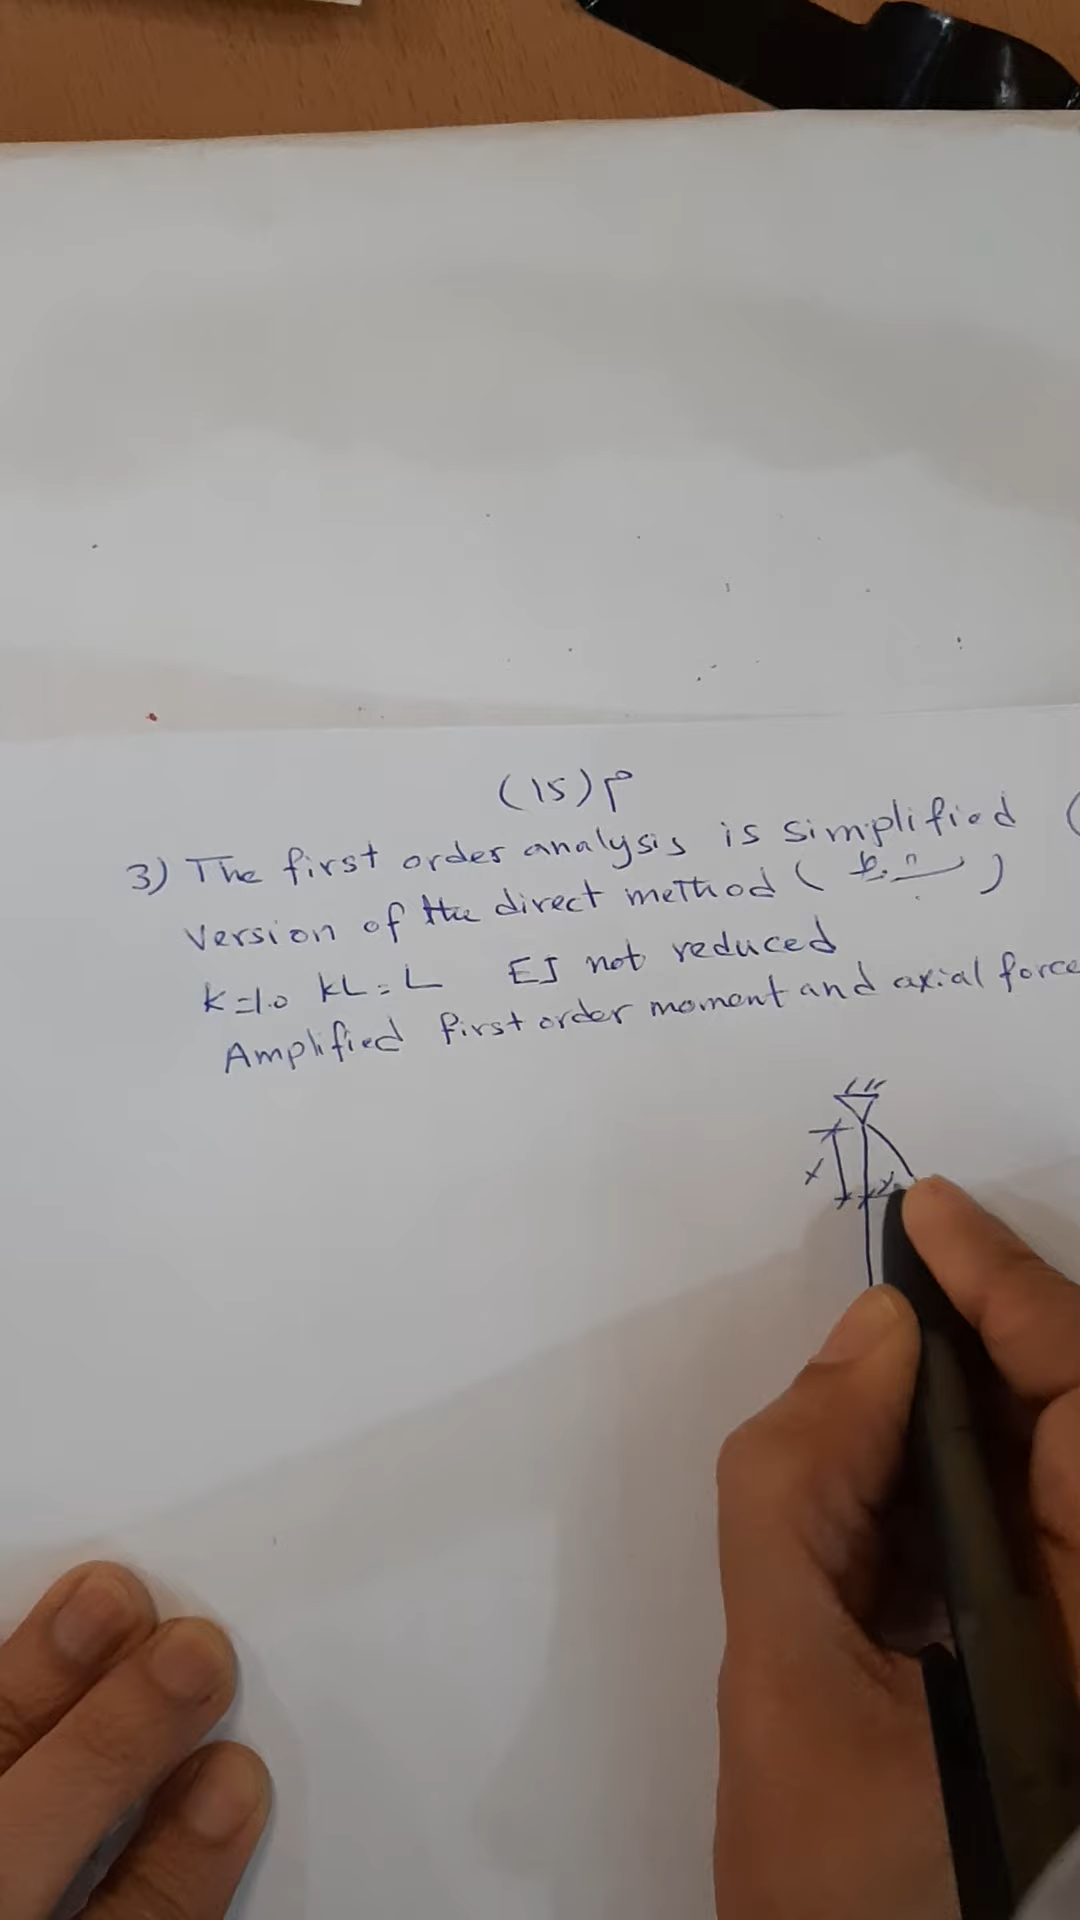 (15) م
3) The first order analysis is simplified (
Version of the direct method ( )
K=1.0 KL=L EI not reduced
Amplified first order moment and axial force
x
y